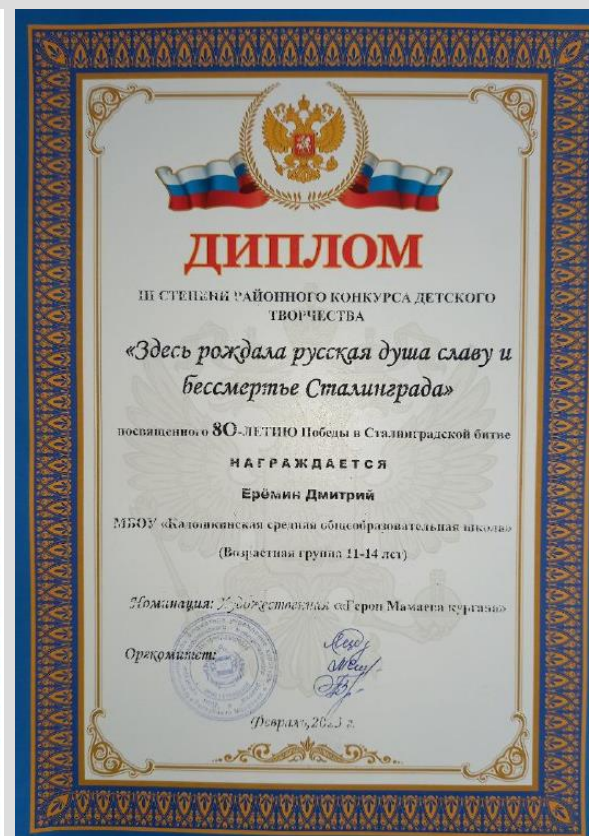 ДИПЛОМ
III СТЕПЕНИ РАЙОННОГО КОНКУРСА ДЕТСКОГО
ТВОРЧЕСТВА
«Здесь рождала русская душа славу и
бессмертье Сталинграда»
посвященного 80-ЛЕТИЮ Победы в Сталинградской битве
НАГРАЖДАЕТСЯ
Ерёмин Дмитрий
МБОУ «Калошкинская средняя общеобразовательная школа»
(Возрастная группа 11-14 лет)
Номинация: Художественная «Герои Мамаева кургана»
Оргкомитет:
Февраль, 2023 г.